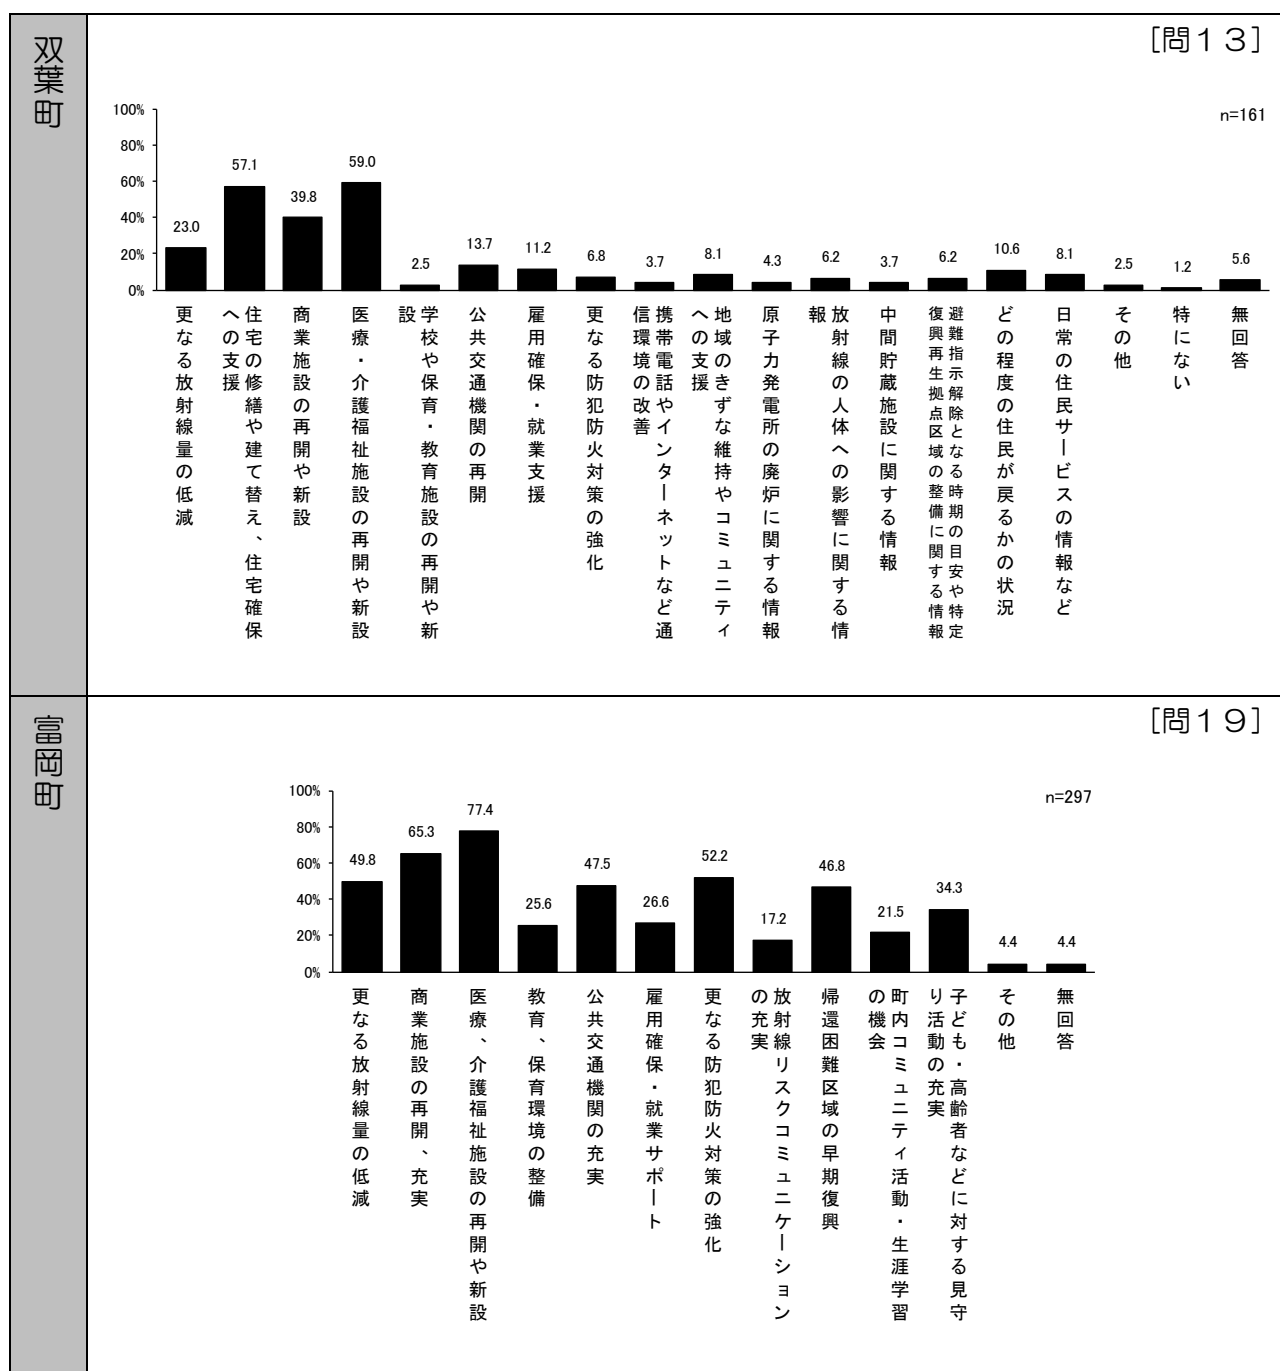 双葉町
[問13]
n=161
100%
80%
60%
40%
20%
0%
23.0
57.1
39.8
59.0
2.5
13.7
11.2
6.8
3.7
8.1
4.3
6.2
3.7
6.2
10.6
8.1
2.5
1.2
5.6
更なる放射線量の低減
住宅の修繕や建て替え、住宅確保
への支援
商業施設の再開や新設
医療・介護福祉施設の再開や新設
学校や保育・教育施設の再開や新
設
公共交通機関の再開
雇用確保・就業支援
更なる防犯防火対策の強化
携帯電話やインターネットなど通
信環境の改善
地域のきずな維持やコミュニティ
への支援
原子力発電所の廃炉に関する情報
放射線の人体への影響に関する情
報
中間貯蔵施設に関する情報
避難指示解除となる時期の目安や特定
復興再生拠点区域の整備に関する情報
どの程度の住民が戻るかの状況
日常の住民サービスの情報など
その他
特にない
無回答
富岡町
[問19]
n=297
100%
80%
60%
40%
20%
0%
49.8
65.3
77.4
25.6
47.5
26.6
52.2
17.2
46.8
21.5
34.3
4.4
4.4
更なる放射線量の低減
商業施設の再開、充実
医療、介護福祉施設の再開や新設
教育、保育環境の整備
公共交通機関の充実
雇用確保・就業サポート
更なる防犯防火対策の強化
放射線リスクコミュニケーション
の充実
帰還困難区域の早期復興
町内コミュニティ活動・生涯学習
の機会
子ども・高齢者などに対する見守
り活動の充実
その他
無回答